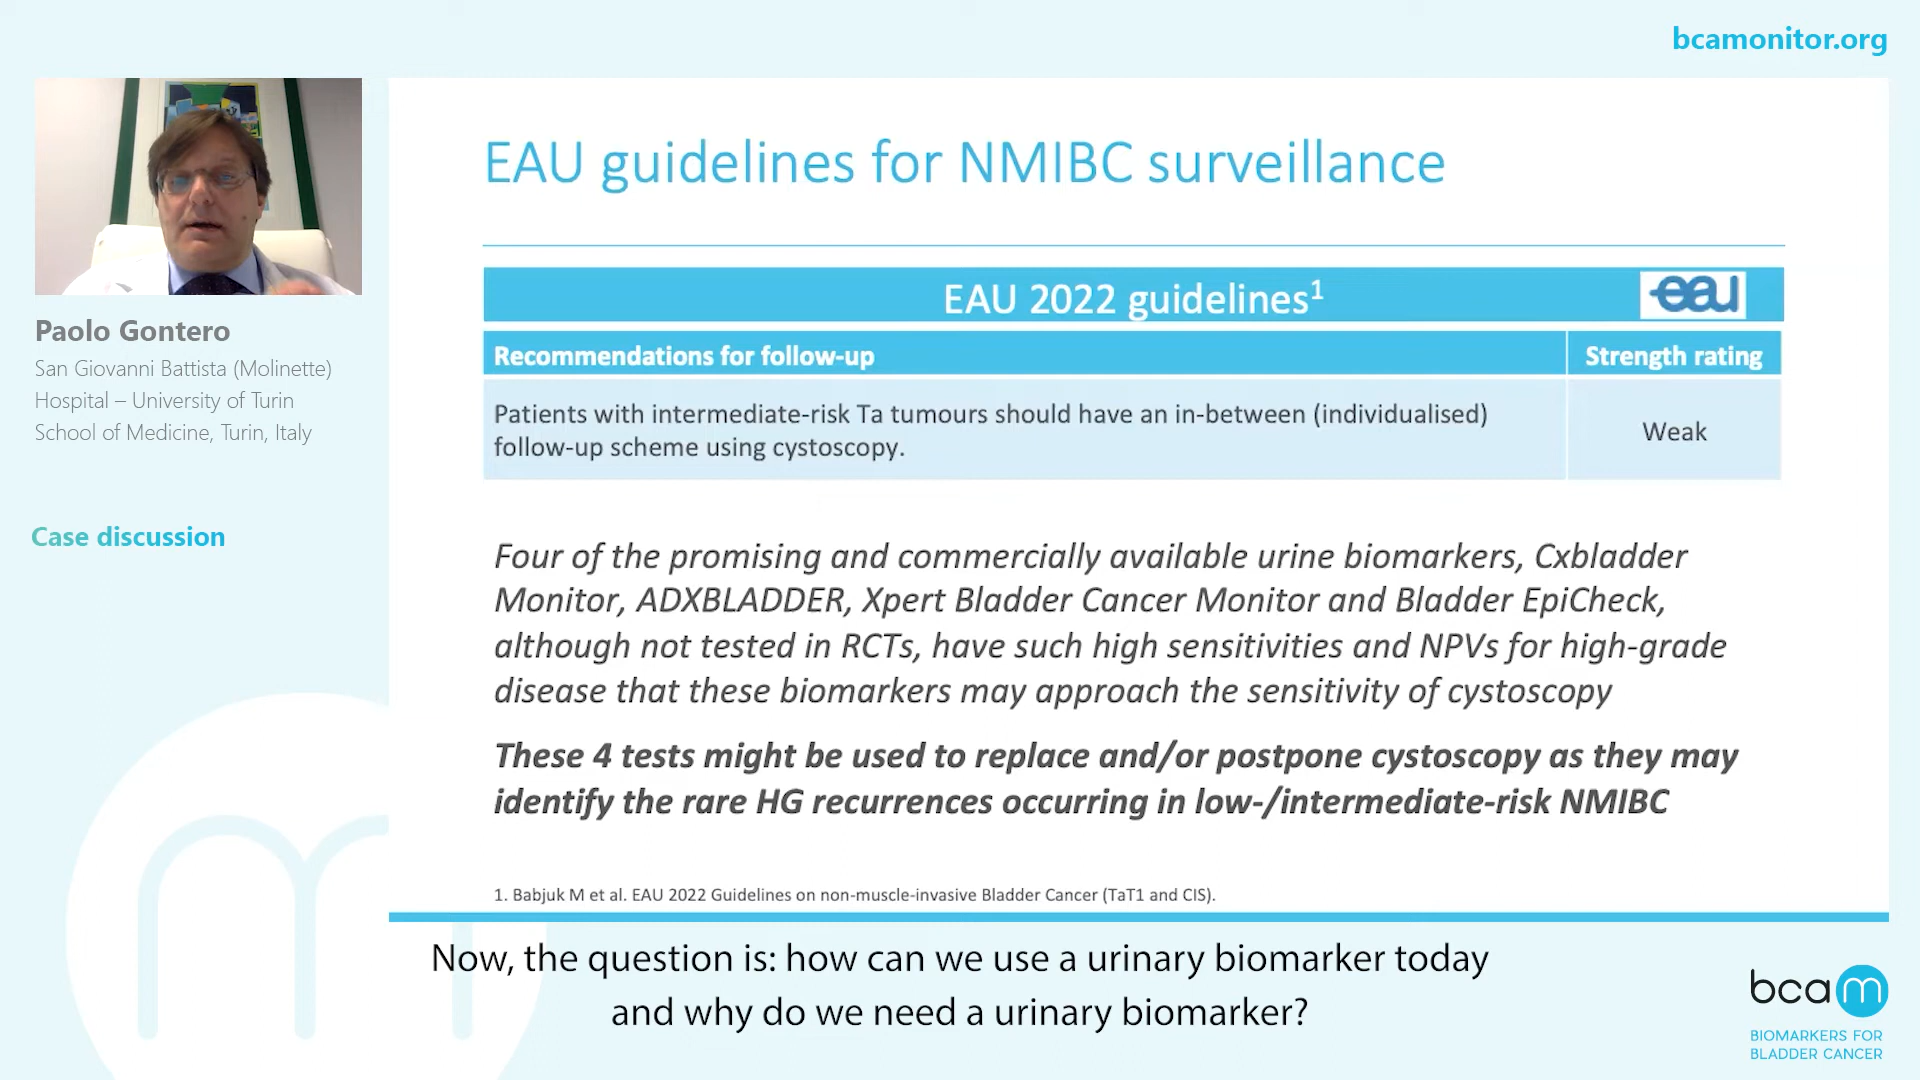 bcamonitor.org
Paolo Gontero
San Giovanni Battista (Molinette)
Hospital – University of Turin
School of Medicine, Turin, Italy
Case discussion
EAU guidelines for NMIBC surveillance
EAU 2022 guidelines¹
eau
Recommendations for follow-up
Strength rating
Patients with intermediate-risk Ta tumours should have an in-between (individualised)
follow-up scheme using cystoscopy.
Weak
Four of the promising and commercially available urine biomarkers, Cxbladder
Monitor, ADXBLADDER, Xpert Bladder Cancer Monitor and Bladder EpiCheck,
although not tested in RCTs, have such high sensitivities and NPVs for high-grade
disease that these biomarkers may approach the sensitivity of cystoscopy
These 4 tests might be used to replace and/or postpone cystoscopy as they may
identify the rare HG recurrences occurring in low-/intermediate-risk NMIBC
1. Babjuk M et al. EAU 2022 Guidelines on non-muscle-invasive Bladder Cancer (TaT1 and CIS).
Now, the question is: how can we use a urinary biomarker today
and why do we need a urinary biomarker?
bcam
BIOMARKERS FOR
BLADDER CANCER